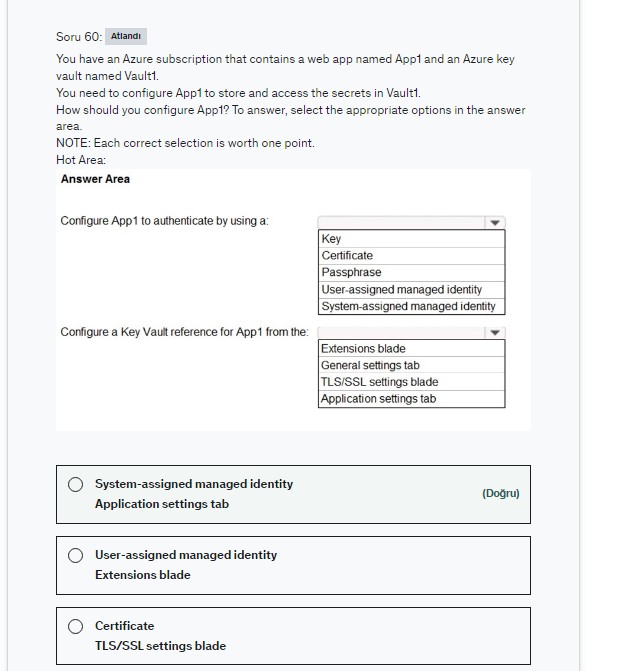 Soru 60: Atlandı
You have an Azure subscription that contains a web app named App1 and an Azure key
vault named Vault1.
You need to configure App1 to store and access the secrets in Vault1.
How should you configure App1? To answer, select the appropriate options in the answer
area.
NOTE: Each correct selection is worth one point.
Hot Area:
Answer Area
Configure App1 to authenticate by using a:
Key
Certificate
Passphrase
User-assigned managed identity
System-assigned managed identity
Configure a Key Vault reference for App1 from the:
Extensions blade
General settings tab
TLS/SSL settings blade
Application settings tab
System-assigned managed identity
Application settings tab
(Doğru)
User-assigned managed identity
Extensions blade
Certificate
TLS/SSL settings blade